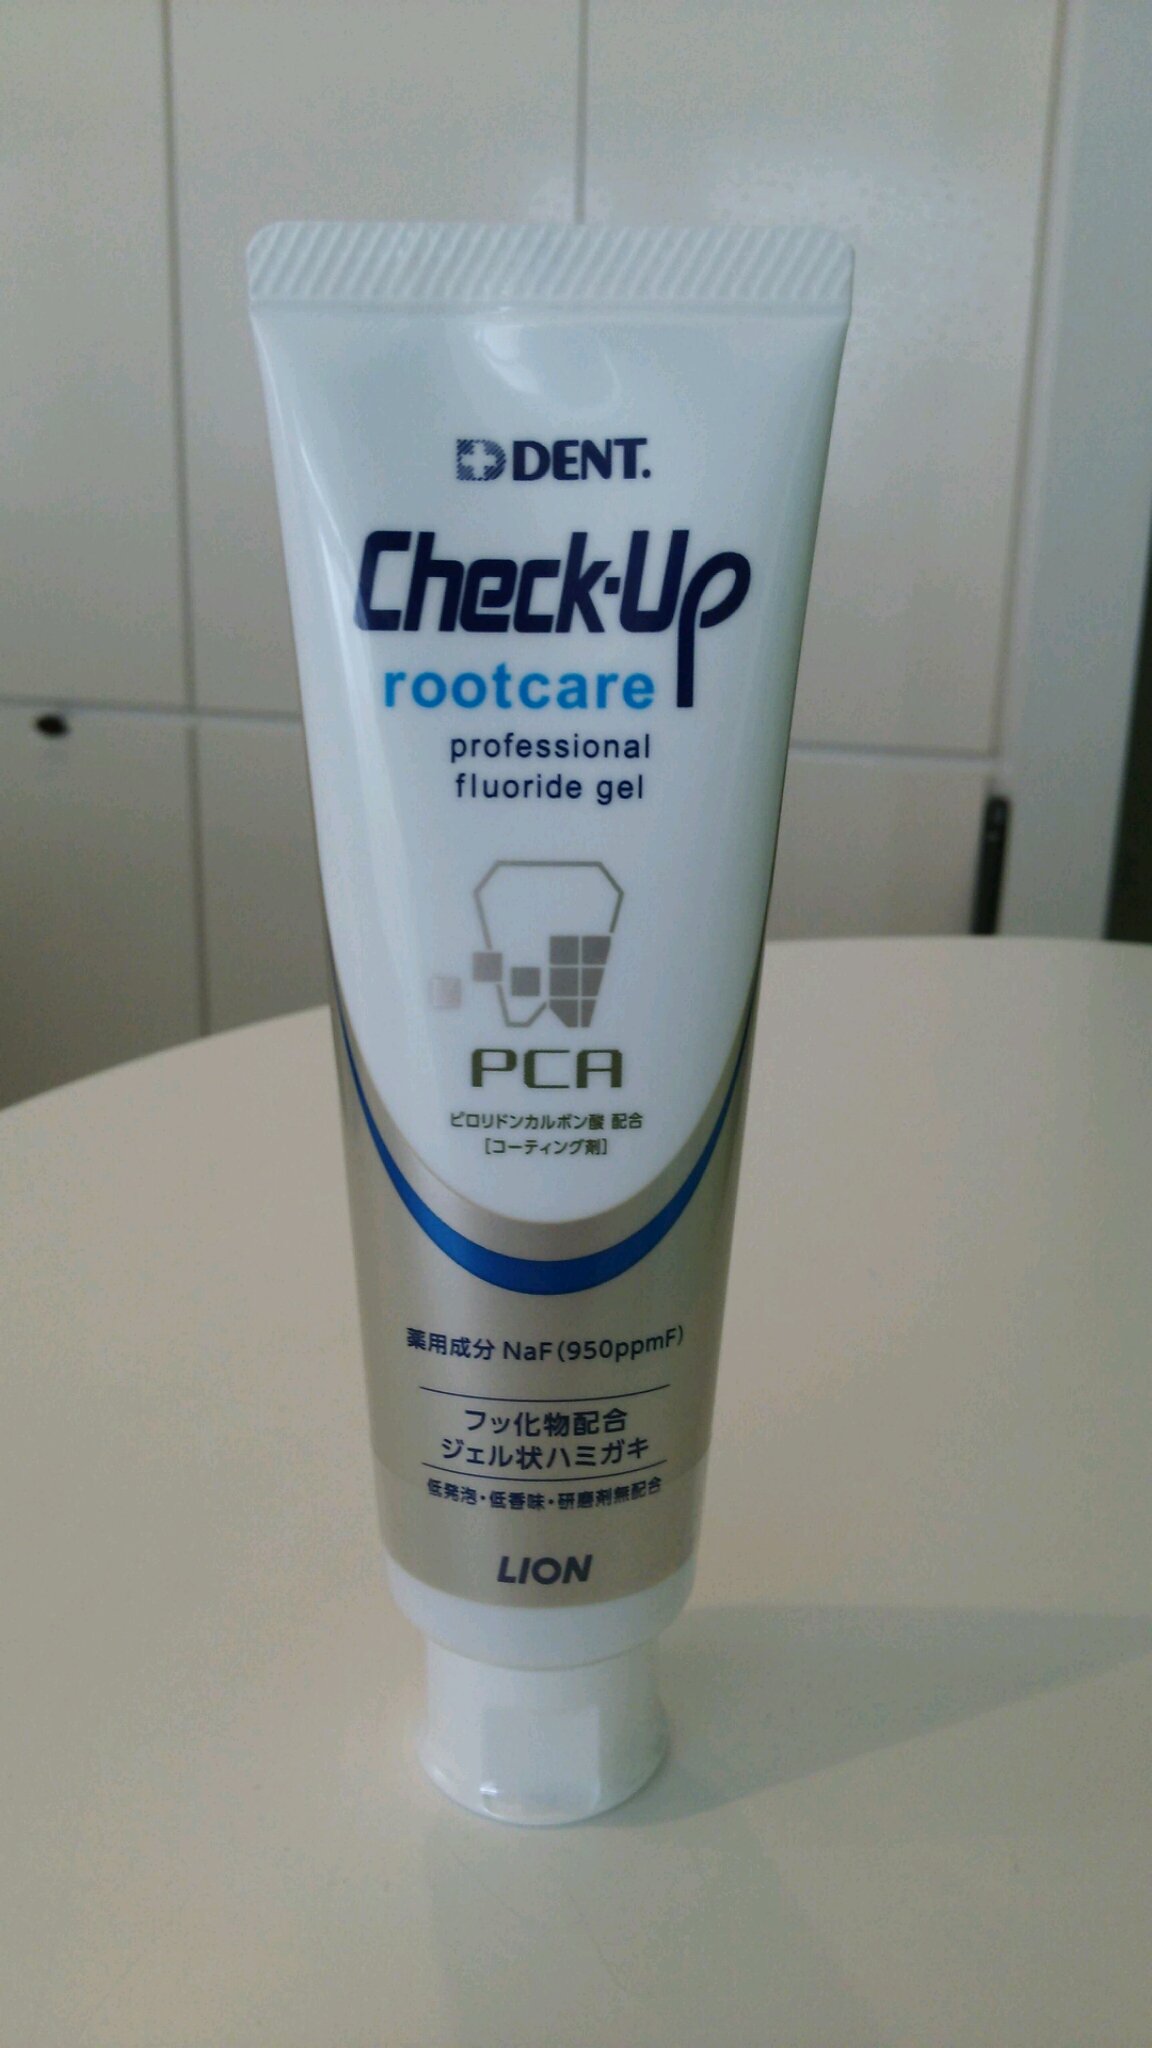 DENT.
Check-Up
rootcare
professional
fluoride gel
PCA
ピロリドンカルボン酸 配合
[コーティング剤]
薬用成分 NaF(950ppmF)
フッ化物配合
ジェル状ハミガキ
低発泡・低香味・研磨剤無配合
LION